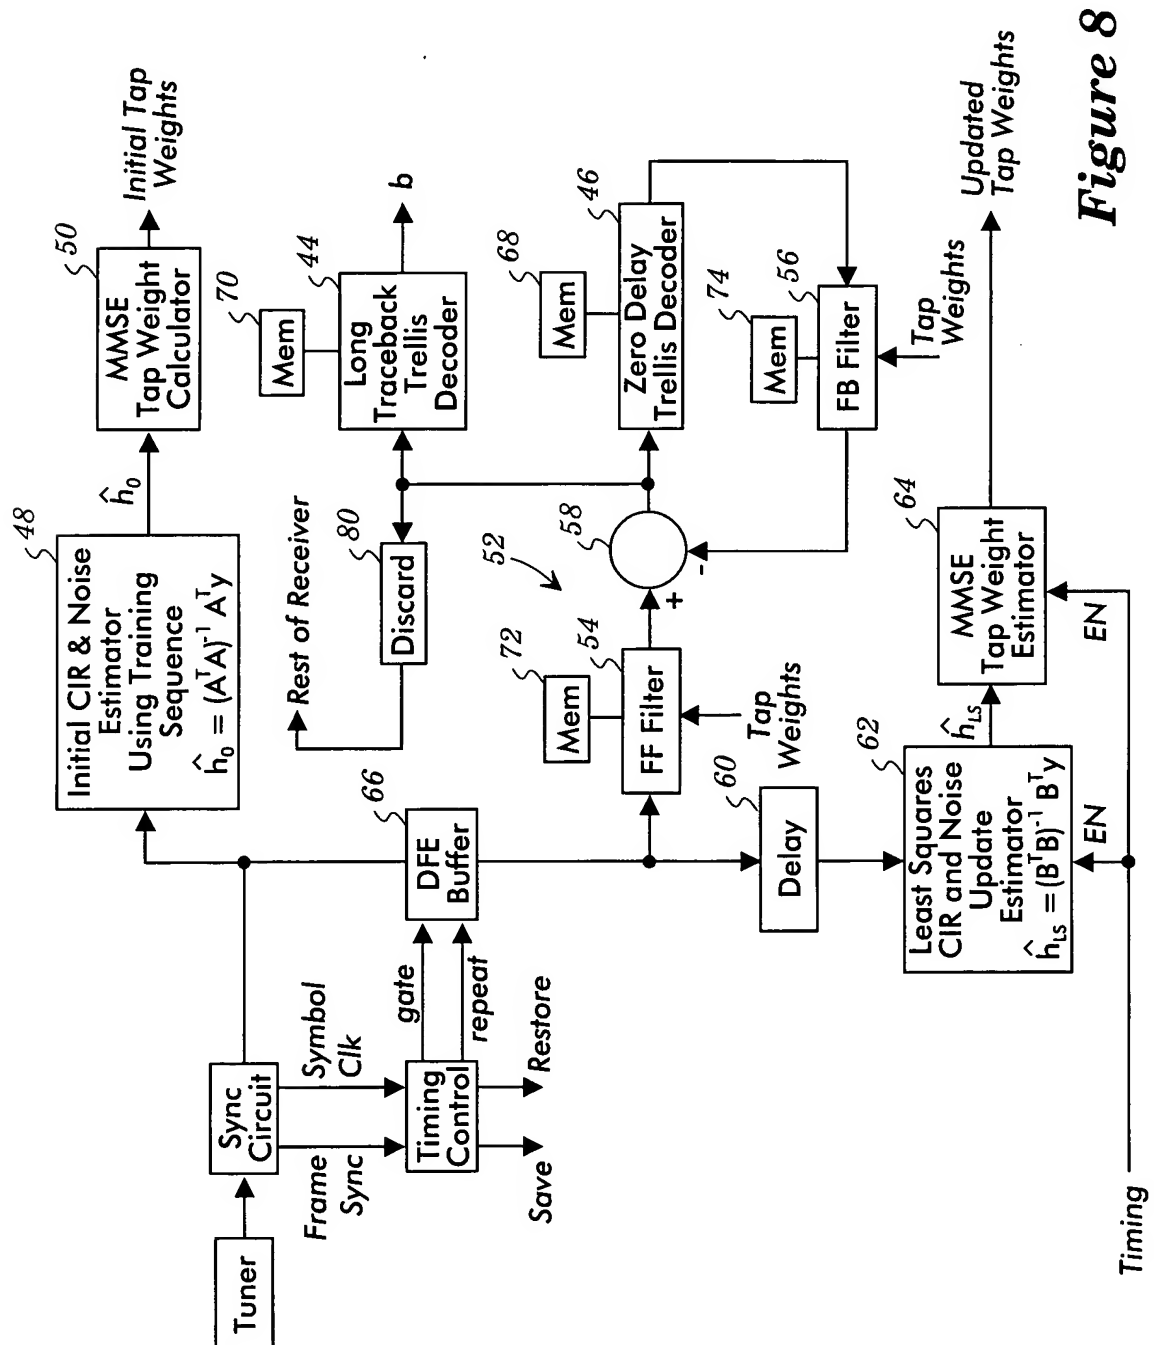 Tuner
Sync
Circuit
Frame
Sync
Symbol
Clk
Timing
Control
Save
Restore
gate
repeat
66
DFE
Buffer
48
Initial CIR & Noise
Estimator
Using Training
Sequence
ĥ₀ = (AᵀA)⁻¹ Aᵀy
ĥ₀
50
MMSE
Tap Weight
Calculator
Initial Tap
Weights
Rest of Receiver
80
Discard
70
Mem
44
Long
Traceback
Trellis
Decoder
b
52
72
Mem
54
FF Filter
Tap
Weights
58
+
-
68
Mem
46
Zero Delay
Trellis Decoder
74
Mem
56
FB Filter
Tap
Weights
60
Delay
62
Least Squares
CIR and Noise
Update
Estimator
ĥLS = (BᵀB)⁻¹ Bᵀy
ĥLS
EN
64
MMSE
Tap Weight
Estimator
EN
Updated
Tap Weights
Timing
Figure 8